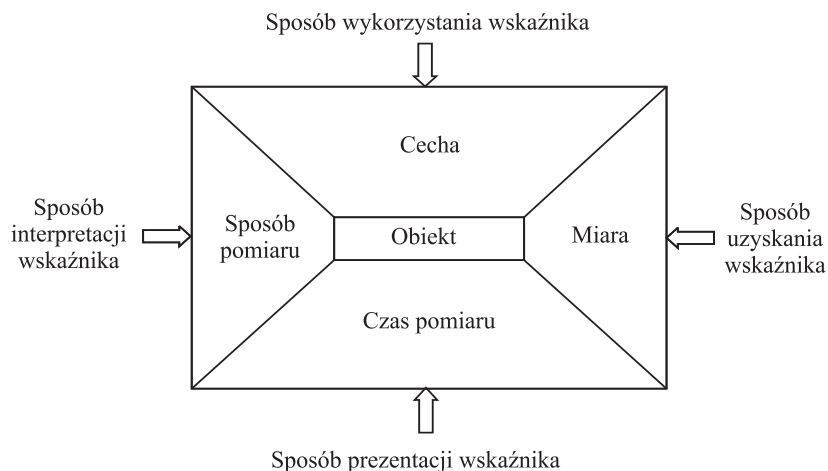 Sposób wykorzystania wskaźnika
Cecha
Sposób
interpretacji
wskaźnika
Sposób
pomiaru
Obiekt
Miara
Sposób
uzyskania
wskaźnika
Czas pomiaru
Sposób prezentacji wskaźnika